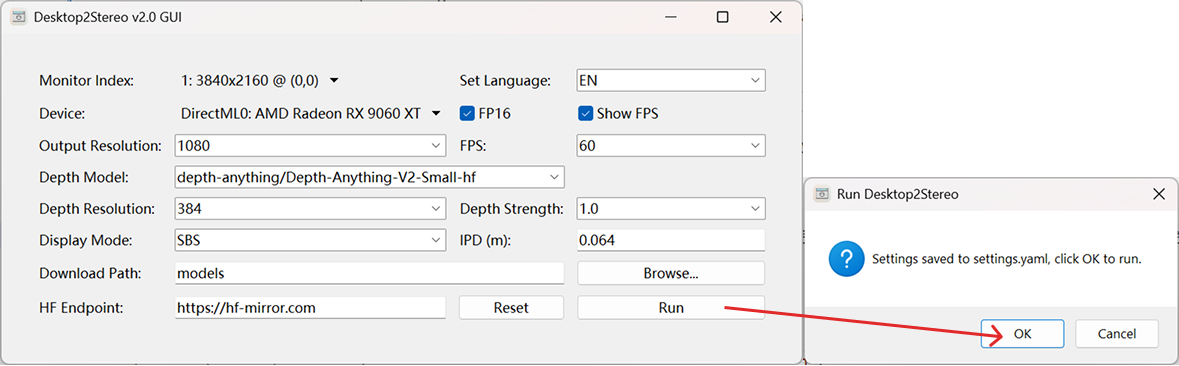 Desktop2Stereo v2.0 GUI
Monitor Index: 1: 3840x2160 @ (0,0) Set Language: EN
Device: DirectML0: AMD Radeon RX 9060 XT FP16 Show FPS
Output Resolution: 1080 FPS: 60
Depth Model: depth-anything/Depth-Anything-V2-Small-hf
Depth Resolution: 384 Depth Strength: 1.0
Display Mode: SBS IPD (m): 0.064
Download Path: models Browse...
HF Endpoint: https://hf-mirror.com Reset Run
Run Desktop2Stereo
Settings saved to settings.yaml, click OK to run.
OK Cancel